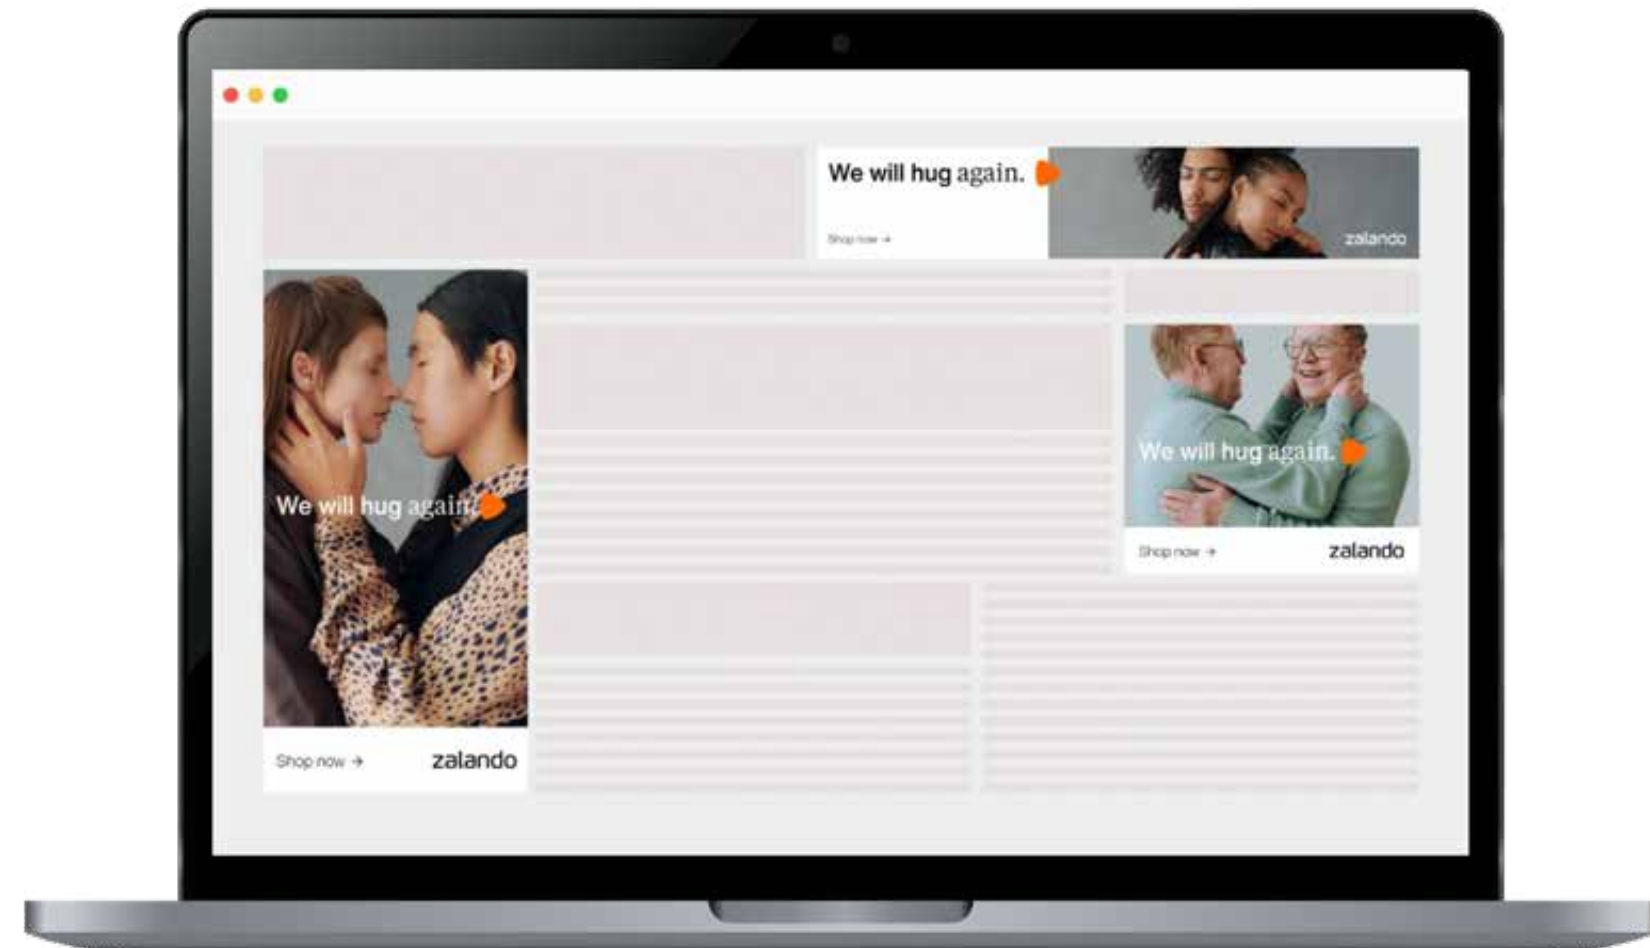 We will hug again.
Shop now →
zalando
We will hug again.
Shop now →
zalando
We will hug again.
Shop now →
zalando